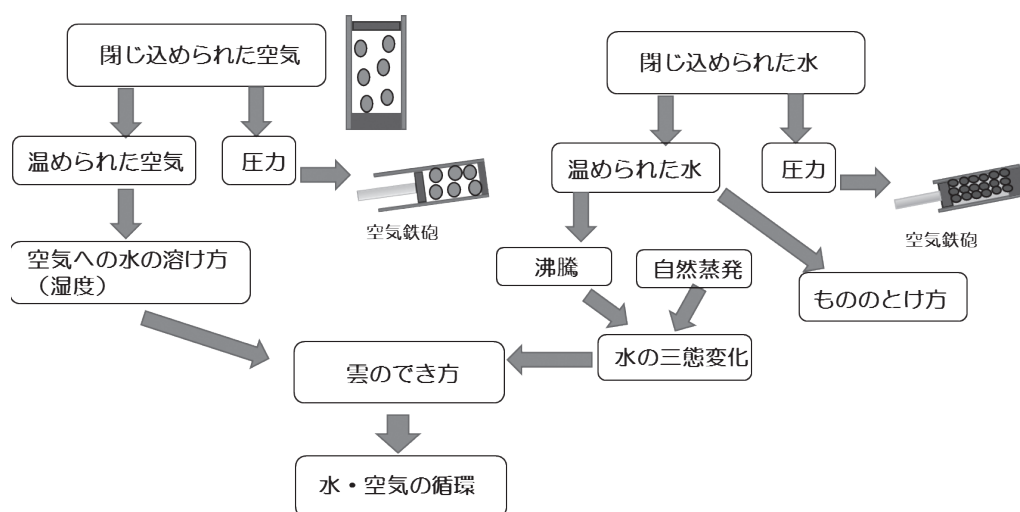 閉じ込められた空気
閉じ込められた水
温められた空気
圧力
温められた水
圧力
空気鉄砲
空気鉄砲
空気への水の溶け方
（湿度）
沸騰
自然蒸発
もののとけ方
雲のでき方
水の三態変化
水・空気の循環